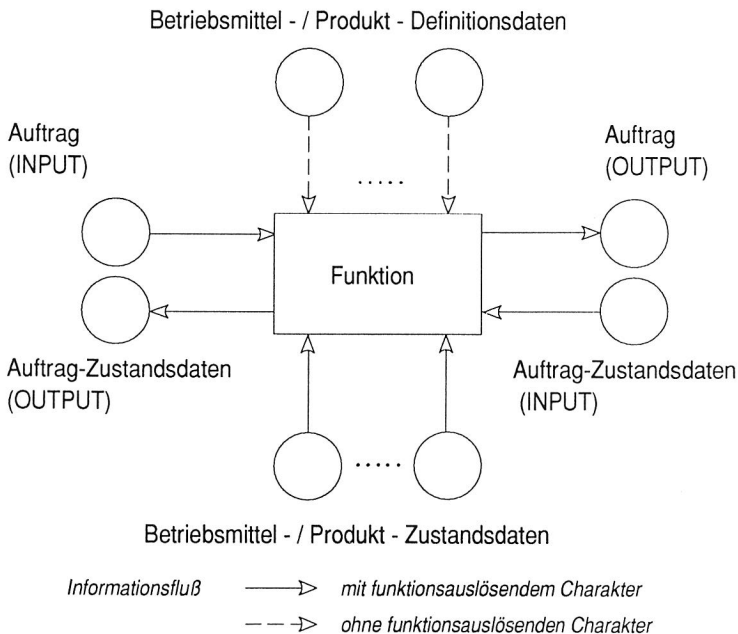 Betriebsmittel - / Produkt - Definitionsdaten
Auftrag
(INPUT)
Auftrag
(OUTPUT)
.....
Funktion
Auftrag-Zustandsdaten
(OUTPUT)
Auftrag-Zustandsdaten
(INPUT)
.....
Betriebsmittel - / Produkt - Zustandsdaten
Informationsfluß
mit funktionsauslösendem Charakter
ohne funktionsauslösenden Charakter